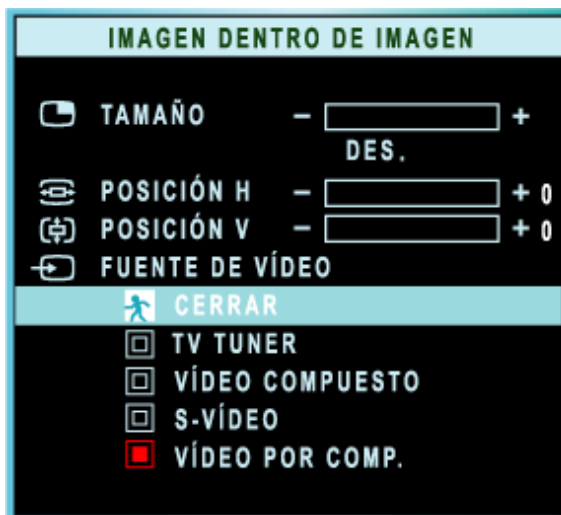 IMAGEN DENTRO DE IMAGEN
TAMAÑO - +
DES.
POSICIÓN H - + 0
POSICIÓN V - + 0
FUENTE DE VÍDEO
CERRAR
TV TUNER
VÍDEO COMPUESTO
S-VÍDEO
VÍDEO POR COMP.